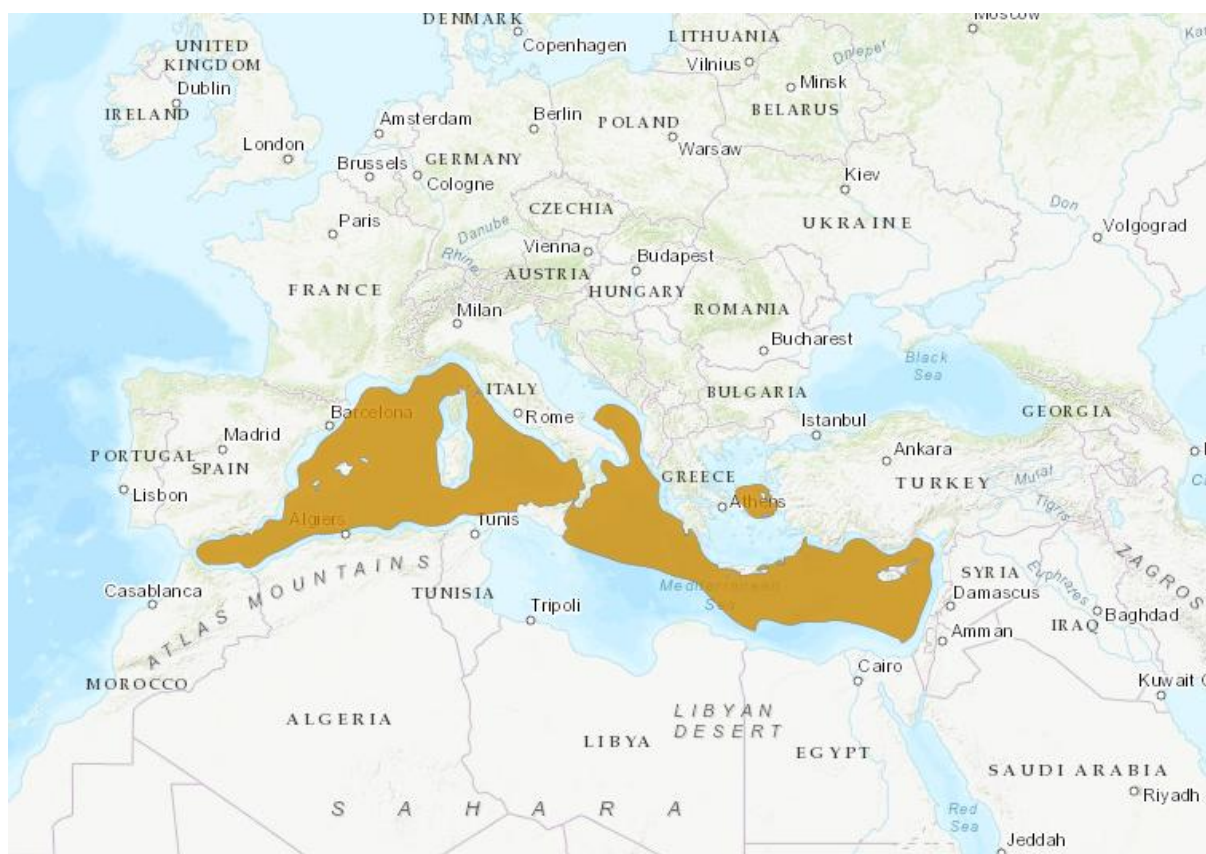 DENMARK
Copenhagen
Moscow
LITHUANIA
Vilnius
Dnieper
UNITED
KINGDOM
Dublin
IRELAND
Minsk
BELARUS
Amsterdam
Berlin
POLAND
Warsaw
London
Brussels
GERMANY
Cologne
Kiev
CZECHIA
UKRAINE
Don
Volgograd
Paris
Danube
Rhine
Vienna
Budapest
AUSTRIA
HUNGARY
FRANCE
ROMANIA
Milan
Bucharest
Black
Sea
ITALY
BULGARIA
GEORGIA
Barcelona
Rome
Istanbul
Madrid
Ankara
PORTUGAL
SPAIN
GREECE
TURKEY
Murat
Lisbon
Athens
Tigris
Algiers
Tunis
ZAGROS
Casablanca
ATLAS MOUNTAINS
TUNISIA
Mediterranean
Sea
SYRIA
Damascus
Euphrates
Baghdad
IRAQ
Tripoli
Amman
MOROCCO
Cairo
Kuwait C
ALGERIA
LIBYAN
DESERT
LIBYA
EGYPT
SAUDI ARABIA
Riyadh
SAHARA
Red
Sea
Jeddah